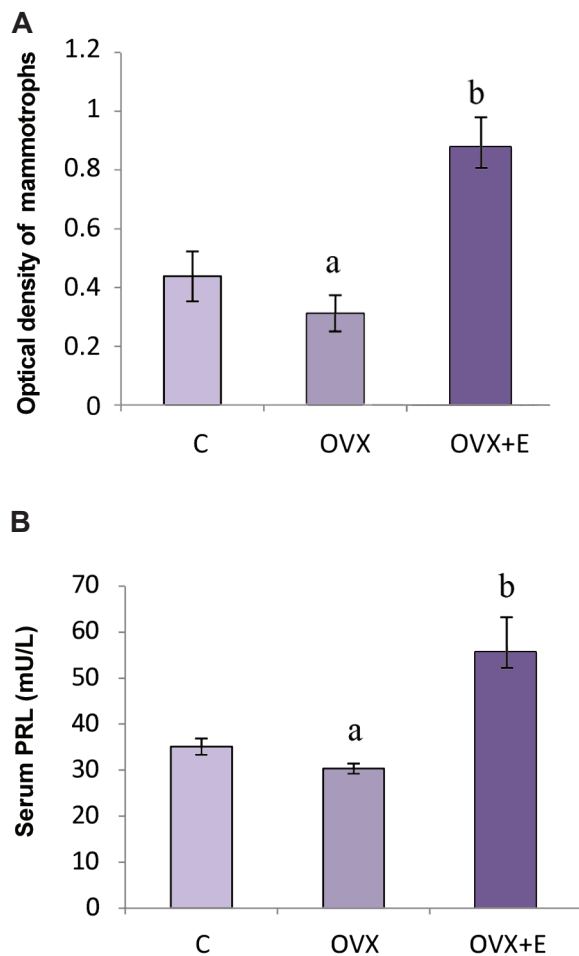 A
Optical density of mammotrophs
1.2
1
0.8
0.6
0.4
0.2
0
a
b
C
OVX
OVX+E
B
Serum PRL (mU/L)
70
60
50
40
30
20
10
0
a
b
C
OVX
OVX+E